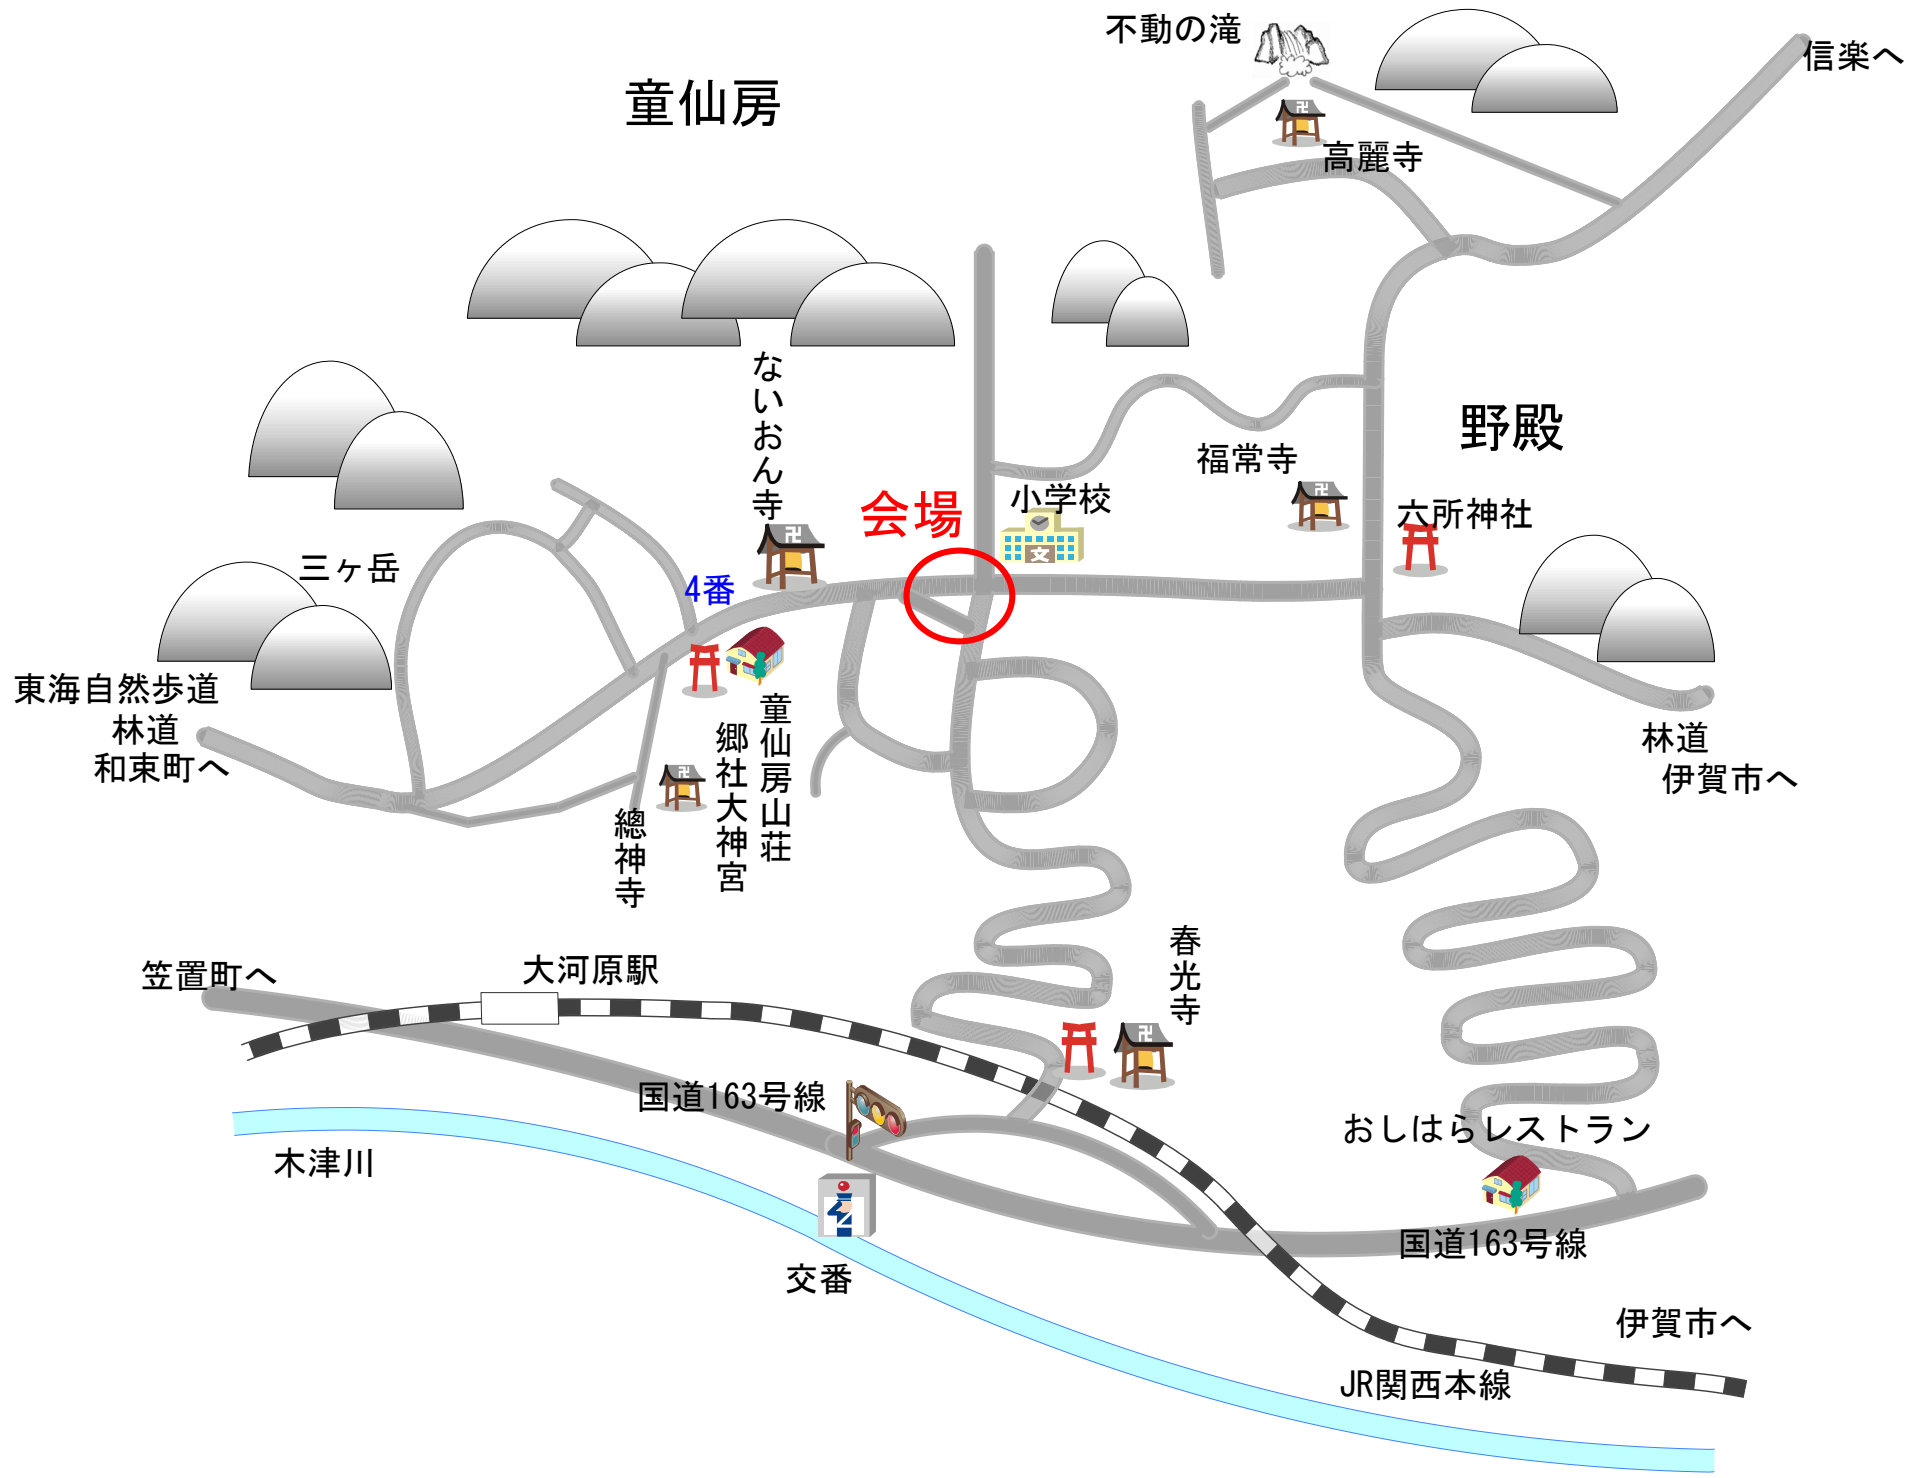 不動の滝
信楽へ
童仙房
高麗寺
ないおん寺
野殿
福常寺
会場
小学校
六所神社
三ヶ岳
4番
東海自然歩道
林道
和束町へ
童仙房山荘
郷社大神宮
總神寺
林道
伊賀市へ
春光寺
笠置町へ
大河原駅
国道163号線
おしはらレストラン
木津川
国道163号線
交番
伊賀市へ
JR関西本線
卍
卍
卍
卍
卍
文